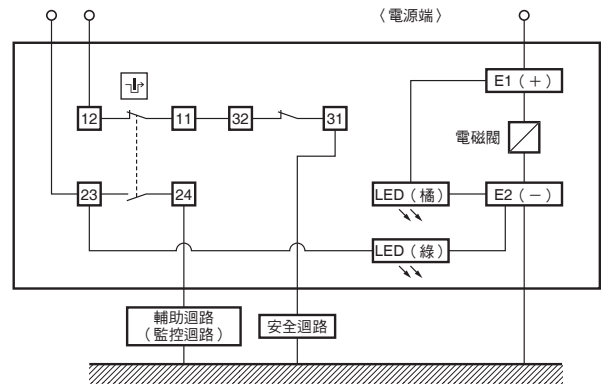 〈電源端〉
E1（+）
12
11
32
31
電磁閥
23
24
LED（橘）
E2（−）
LED（綠）
輔助迴路
（監控迴路）
安全迴路